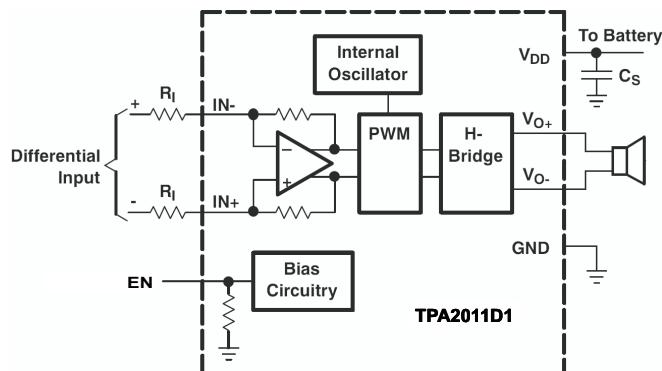 To Battery
Internal
Oscillator
VDD
CS
RI
IN-
+
Differential
Input
−
+
PWM
H-
Bridge
VO+
VO-
RI
IN+
-
GND
EN
Bias
Circuitry
TPA2011D1